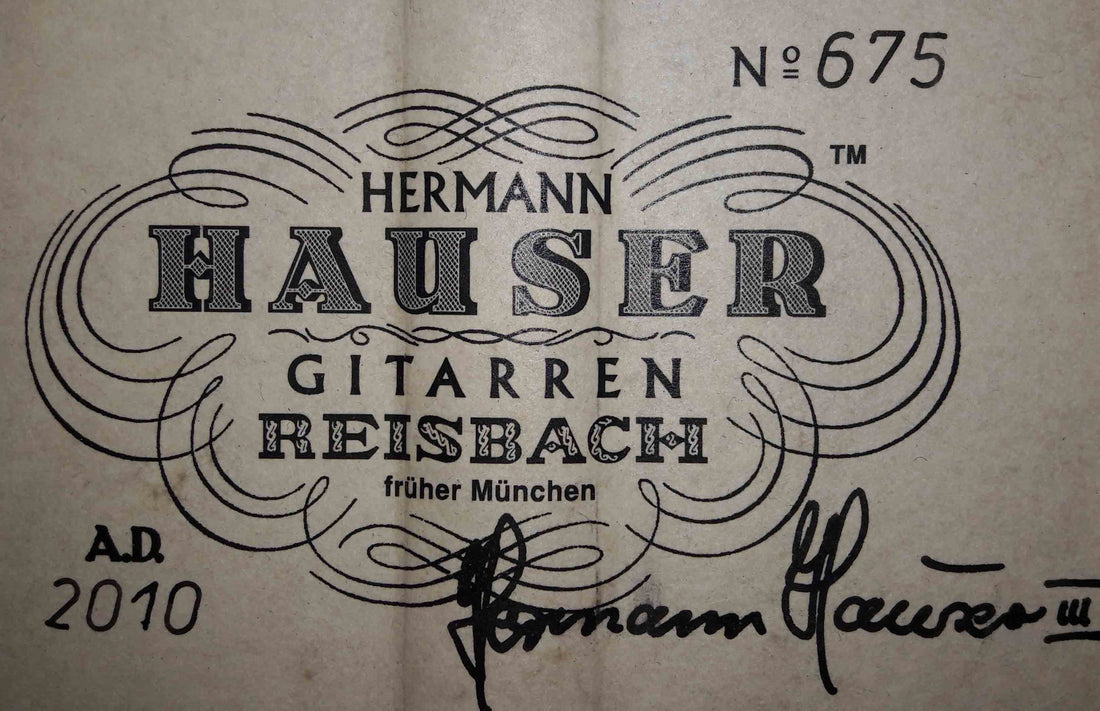 Nº 675
TM
HERMANN
HAUSER
GITARREN
REISBACH
früher München
A.D.
2010
Hermann Hauser III